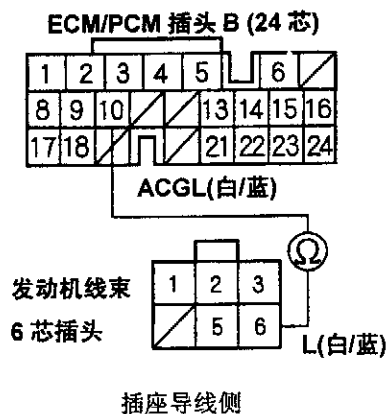 ECM/PCM 插头 B (24 芯)
1 2 3 4 5 6
8 9 10 13 14 15 16
17 18 21 22 23 24
ACGL(白/蓝)
Ω
发动机线束
6 芯插头
1 2 3
5 6
L(白/蓝)
插座导线侧